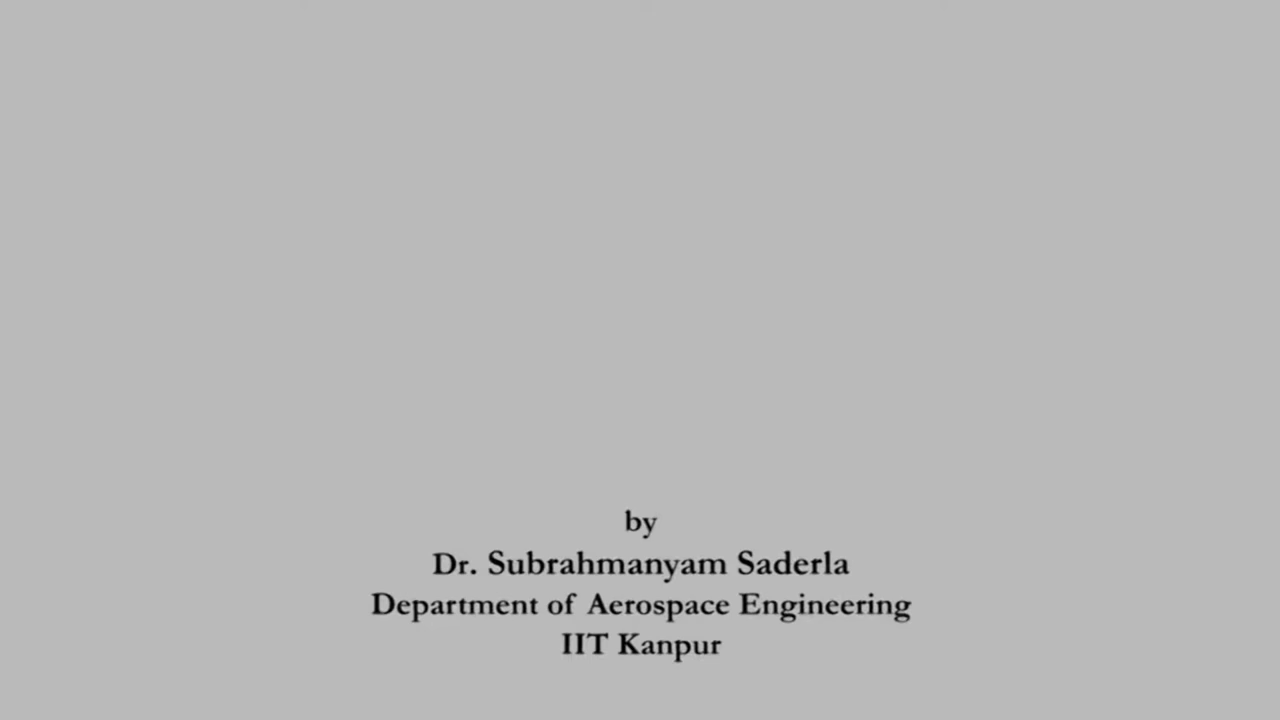 by
Dr. Subrahmanyam Saderla
Department of Aerospace Engineering
IIT Kanpur